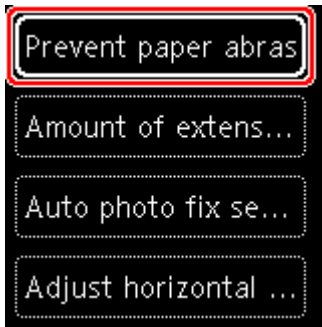 Prevent paper abras
Amount of extens...
Auto photo fix se...
Adjust horizontal ...